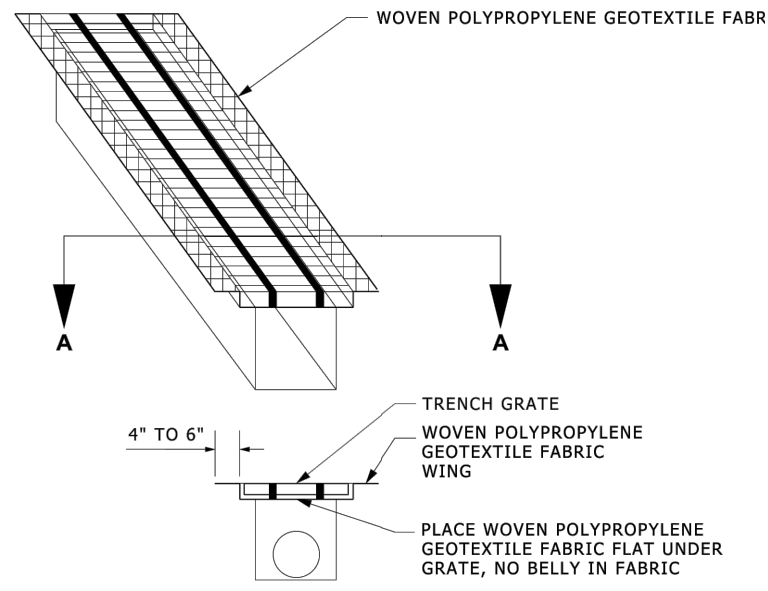 WOVEN POLYPROPYLENE GEOTEXTILE FABR
A
A
TRENCH GRATE
4" TO 6"
WOVEN POLYPROPYLENE
GEOTEXTILE FABRIC
WING
PLACE WOVEN POLYPROPYLENE
GEOTEXTILE FABRIC FLAT UNDER
GRATE, NO BELLY IN FABRIC